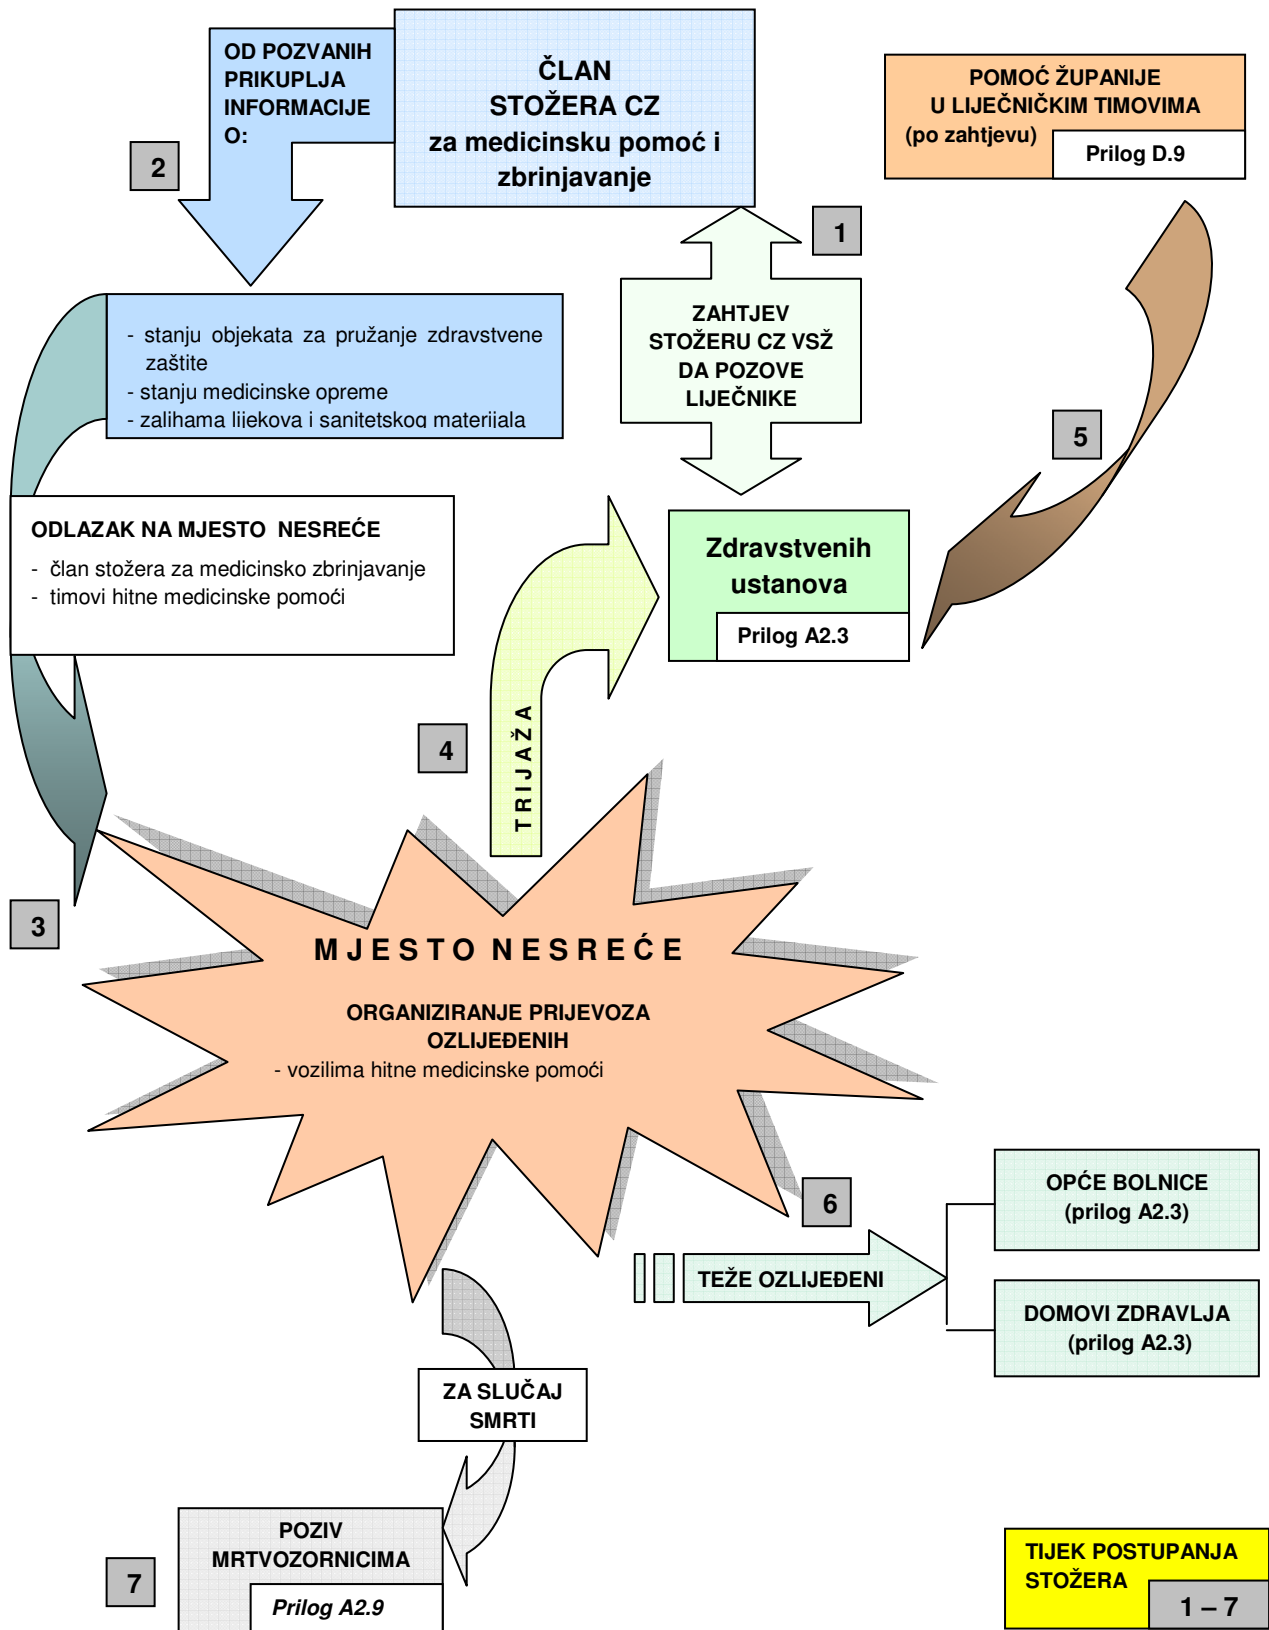 OD POZVANIH
PRIKUPLJA
INFORMACIJE
O:
ČLAN
STOŽERA CZ
za medicinsku pomoć i
zbrinjavanje
POMOĆ ŽUPANIJE
U LIJEČNIČKIM TIMOVIMA
(po zahtjevu)
Prilog D.9
2
1
- stanju objekata za pružanje zdravstvene
zaštite
- stanju medicinske opreme
- zalihama lijekova i sanitetskog materijala
ZAHTJEV
STOŽERU CZ VSŽ
DA POZOVE
LIJEČNIKE
5
ODLAZAK NA MJESTO NESREĆE
- član stožera za medicinsko zbrinjavanje
- timovi hitne medicinske pomoći
Zdravstvenih
ustanova
Prilog A2.3
4
TRIJAŽA
3
MJESTO NESREĆE
ORGANIZIRANJE PRIJEVOZA
OZLIJEĐENIH
- vozilima hitne medicinske pomoći
6
OPĆE BOLNICE
(prilog A2.3)
TEŽE OZLIJEĐENI
DOMOVI ZDRAVLJA
(prilog A2.3)
ZA SLUČAJ
SMRTI
POZIV
MRTVOZORNICIMA
Prilog A2.9
7
TIJEK POSTUPANJA
STOŽERA
1 – 7